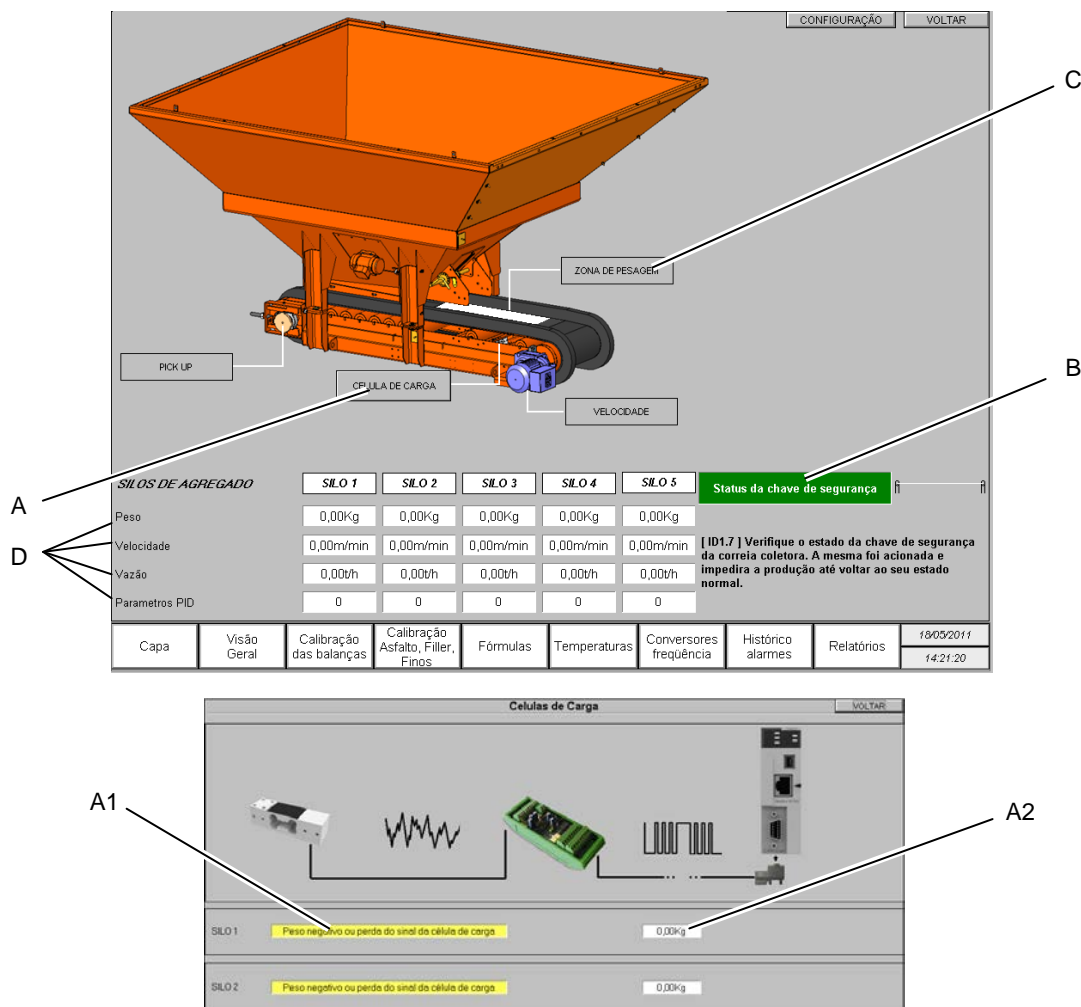 CONFIGURAÇÃO VOLTAR
C
ZONA DE PESAGEM
PICK UP
CELULA DE CARGA
VELOCIDADE
B
A
D
SILOS DE AGREGADO SILO 1 SILO 2 SILO 3 SILO 4 SILO 5 Status da chave de segurança
Peso 0,00Kg 0,00Kg 0,00Kg 0,00Kg 0,00Kg
Velocidade 0,00m/min 0,00m/min 0,00m/min 0,00m/min 0,00m/min
Vazão 0,00t/h 0,00t/h 0,00t/h 0,00t/h 0,00t/h
Parametros PID 0 0 0 0 0
[ ID1.7 ] Verifique o estado da chave de segurança
da correia coletora. A mesma foi acionada e
impedira a produção até voltar ao seu estado
normal.
Capa
Visão
Geral
Calibração
das balanças
Calibração
Asfalto, Filler,
Finos
Fórmulas
Temperaturas
Conversores
freqüência
Histórico
alarmes
Relatórios
18/05/2011
14:21:20
Celulas de Carga VOLTAR
A1
A2
SILO 1 Peso negativo ou perda do sinal da célula de carga 0,00Kg
SILO 2 Peso negativo ou perda do sinal da célula de carga 0,00Kg